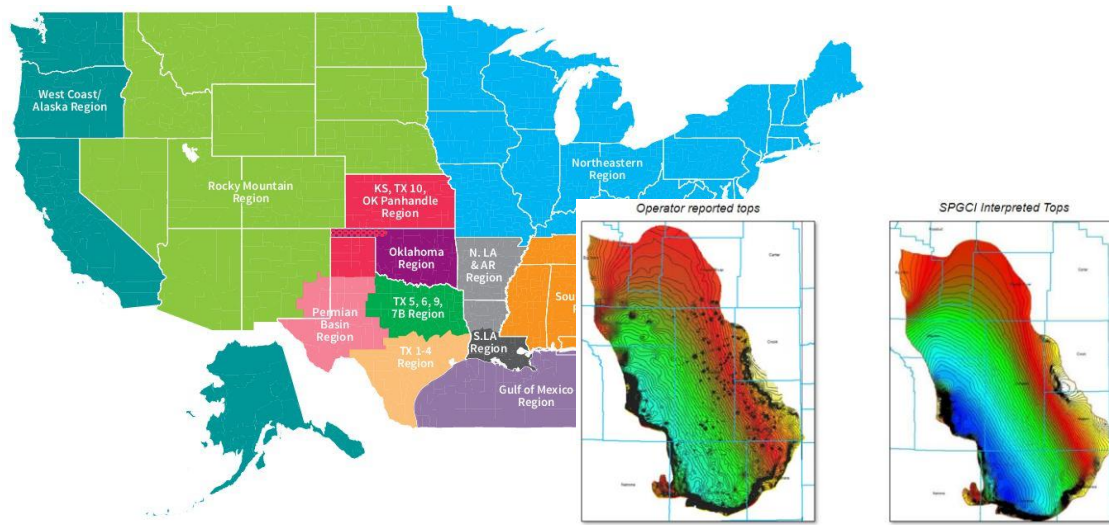 West Coast/
Alaska Region
Rocky Mountain
Region
Northeastern
Region
KS, TX 10,
OK Panhandle
Region
Oklahoma
Region
N. LA
& AR
Region
TX 5, 6, 9,
7B Region
Permian
Basin
Region
S.LA
Region
TX 1-4
Region
Gulf of Mexico
Region
Sou
Operator reported tops
SPGCI Interpreted Tops